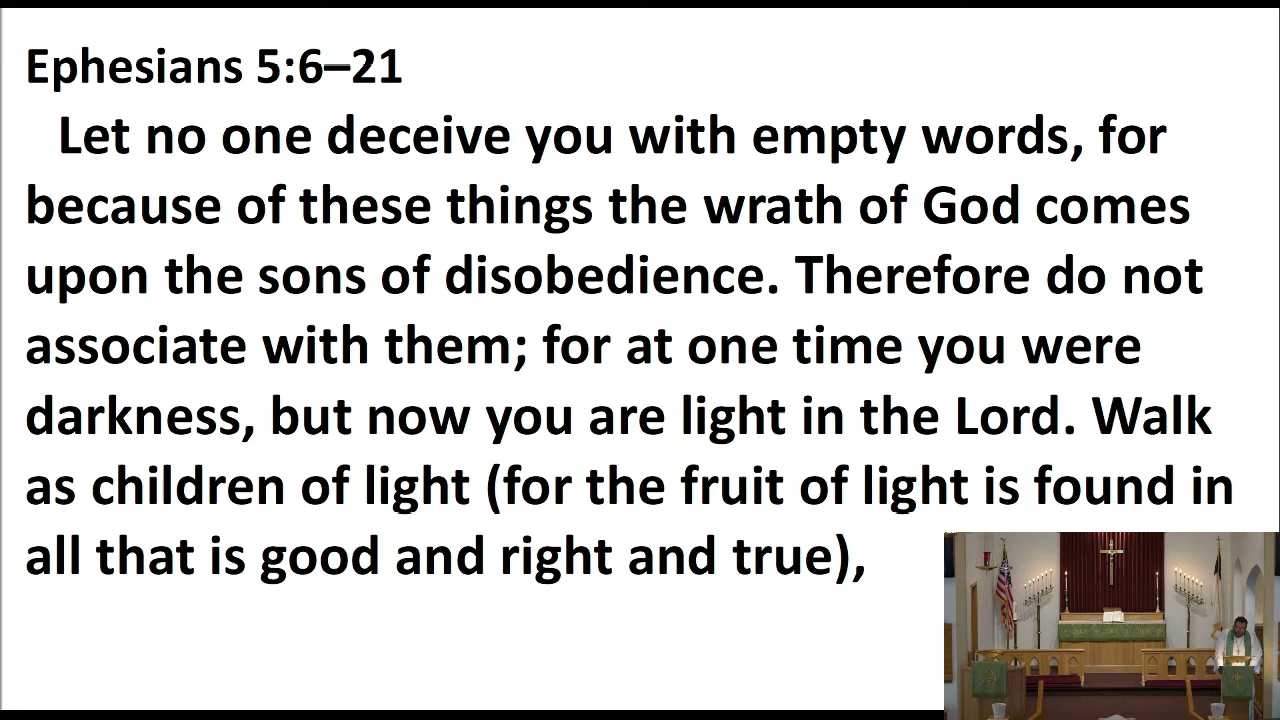 Ephesians 5:6–21
Let no one deceive you with empty words, for
because of these things the wrath of God comes
upon the sons of disobedience. Therefore do not
associate with them; for at one time you were
darkness, but now you are light in the Lord. Walk
as children of light (for the fruit of light is found in
all that is good and right and true),